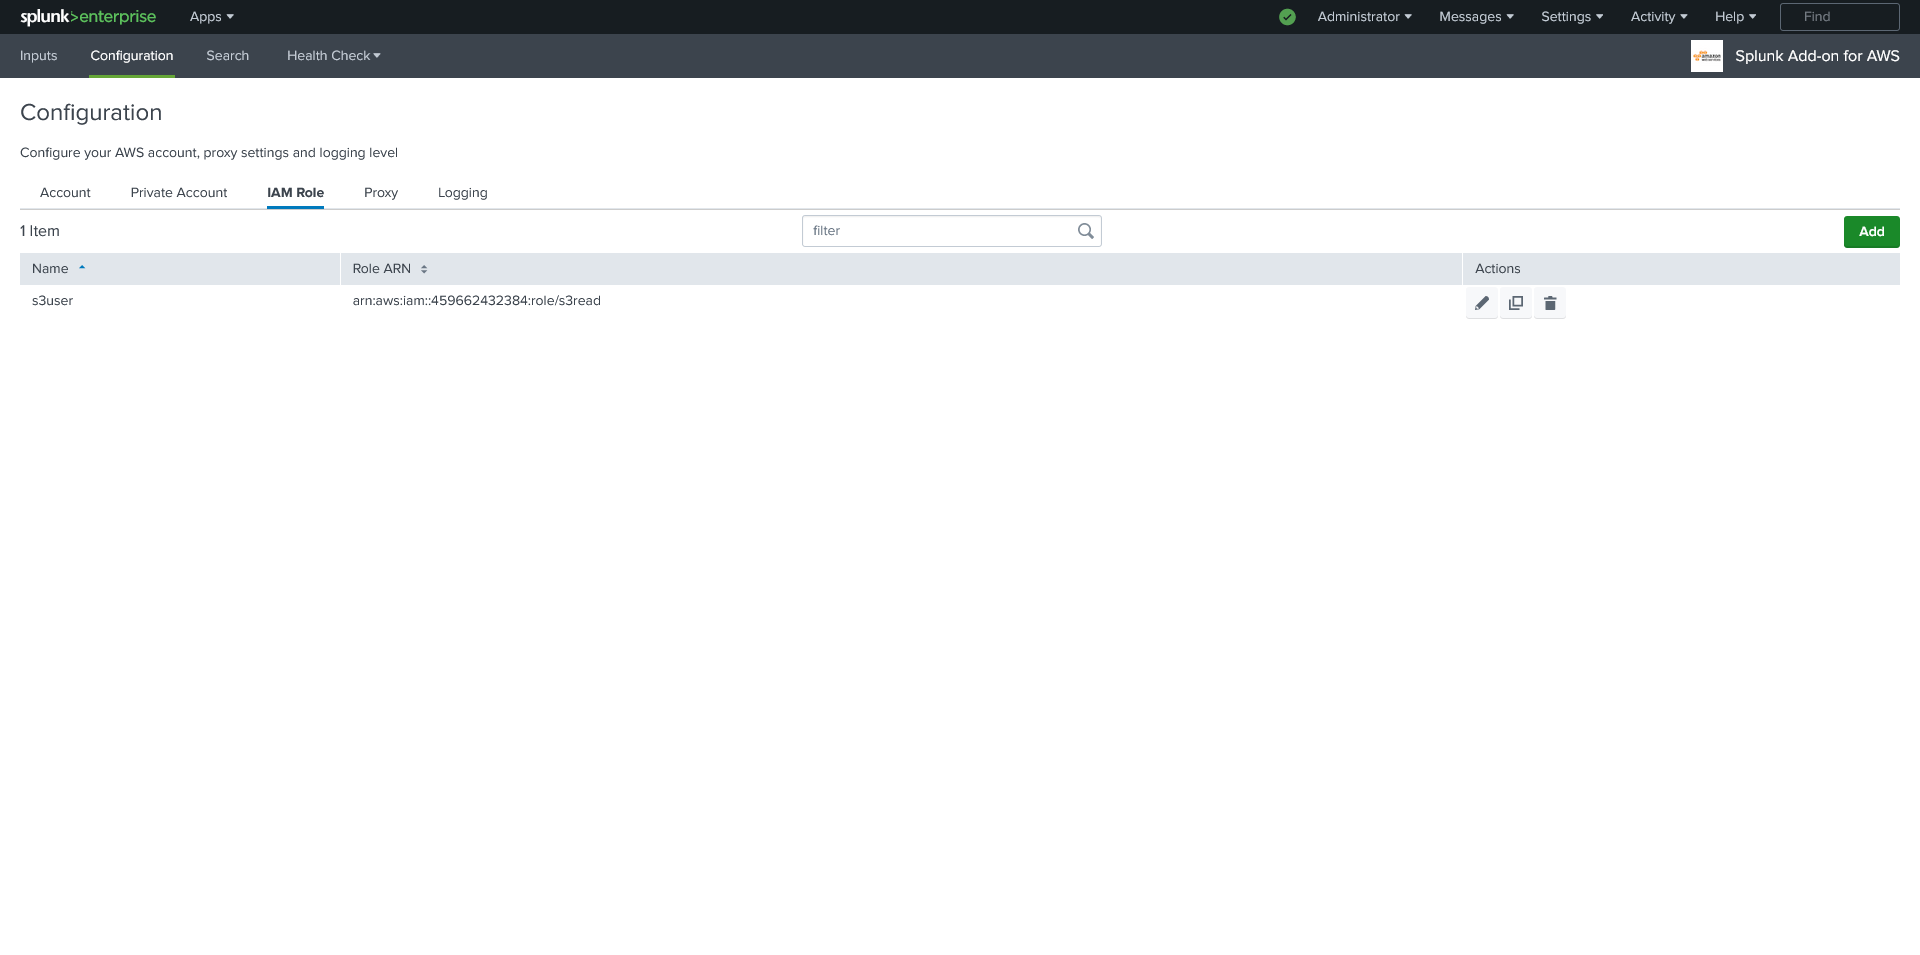 splunk>enterprise Apps Administrator Messages Settings Activity Help Find
Inputs Configuration Search Health Check Splunk Add-on for AWS
Configuration
Configure your AWS account, proxy settings and logging level
Account Private Account IAM Role Proxy Logging
1 Item filter Add
Name Role ARN Actions
s3user arn:aws:iam::459662432384:role/s3read